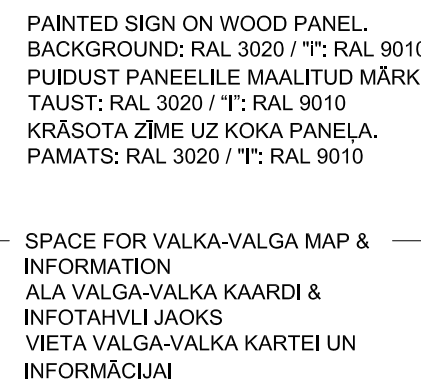 PAINTED SIGN ON WOOD PANEL.
BACKGROUND: RAL 3020 / "i": RAL 9010
PUIDUST PANEELILE MAALITUD MÄRK
TAUST: RAL 3020 / “I”: RAL 9010
KRĀSOTA ZĪME UZ KOKA PANEĻA.
PAMATS: RAL 3020 / "I": RAL 9010
SPACE FOR VALKA-VALGA MAP &
INFORMATION
ALA VALGA-VALKA KAARDI &
INFOTAHVLI JAOKS
VIETA VALGA-VALKA KARTEI UN
INFORMĀCIJAI